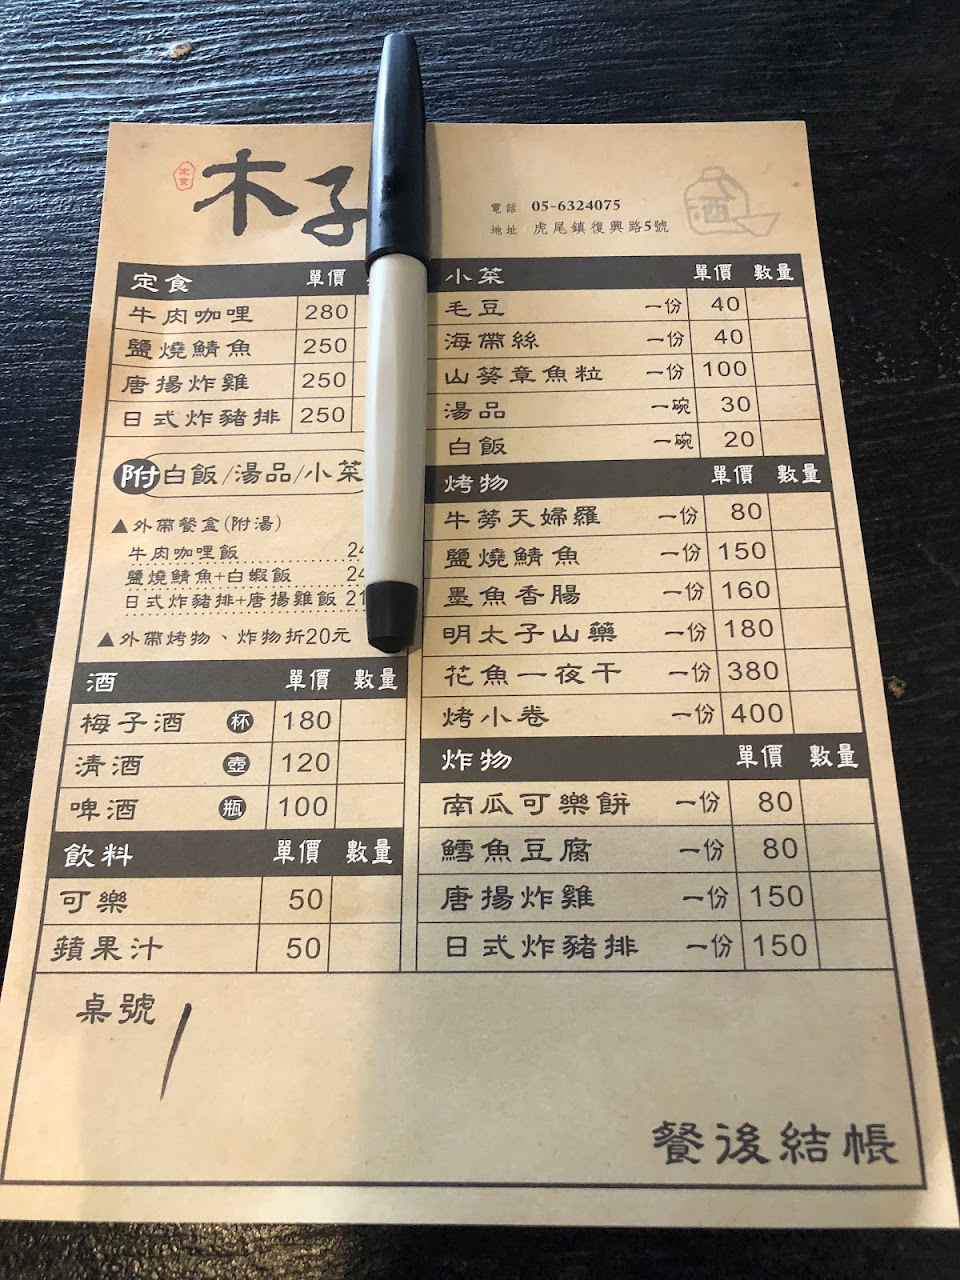 定食
木子
電話 05-6324075
地址 虎尾鎮復興路5號
酒
定食 單價
牛肉咖哩 280
鹽燒鯖魚 250
唐揚炸雞 250
日式炸豬排 250
附 白飯/湯品/小菜
▲外帶餐盒(附湯)
牛肉咖哩飯
鹽燒鯖魚+白蝦飯
日式炸豬排+唐揚雞飯
▲外帶烤物、炸物折20元
酒 單價 數量
梅子酒 杯 180
清酒 壺 120
啤酒 瓶 100
飲料 單價 數量
可樂 50
蘋果汁 50
小菜 單價 數量
毛豆 一份 40
海帶絲 一份 40
山葵章魚粒 一份 100
湯品 一碗 30
白飯 一碗 20
烤物 單價 數量
牛蒡天婦羅 一份 80
鹽燒鯖魚 一份 150
墨魚香腸 一份 160
明太子山藥 一份 180
花魚一夜干 一份 380
烤小卷 一份 400
炸物 單價 數量
南瓜可樂餅 一份 80
鱈魚豆腐 一份 80
唐揚炸雞 一份 150
日式炸豬排 一份 150
桌號 1
餐後結帳